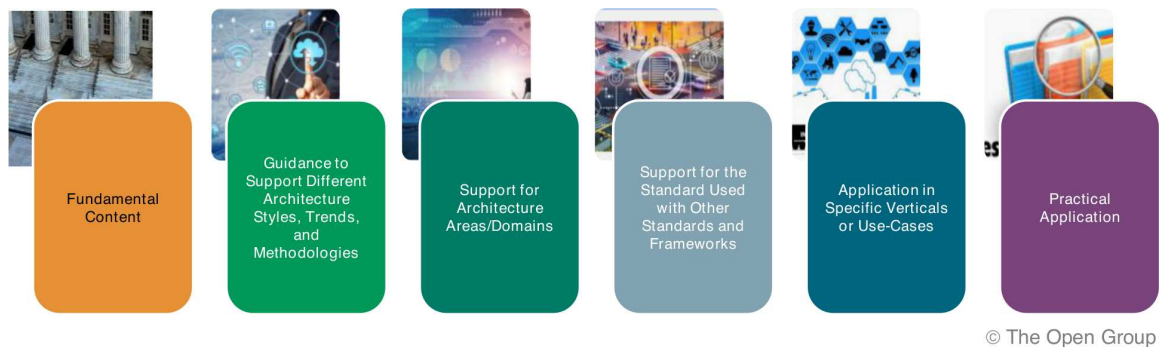 Fundamental
Content
Guidance to
Support Different
Architecture
Styles, Trends,
and
Methodologies
Support for
Architecture
Areas/Domains
Support for the
Standard Used
with Other
Standards and
Frameworks
Application in
Specific Verticals
or Use-Cases
es
Practical
Application
© The Open Group